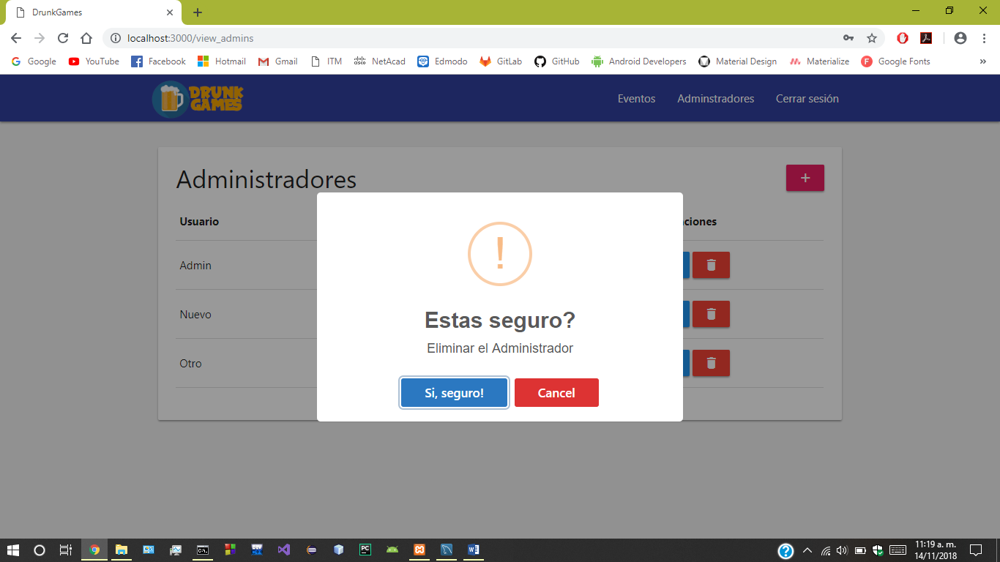 DrunkGames
localhost:3000/view_admins
Google YouTube Facebook Hotmail Gmail ITM NetAcad Edmodo GitLab GitHub Android Developers Material Design Materialize Google Fonts
DRUNK GAMES
Eventos Adminstradores Cerrar sesión
Administradores
+
Usuario ciones
Admin
Nuevo
Otro
!
Estas seguro?
Eliminar el Administrador
Si, seguro! Cancel
11:19 a. m.
14/11/2018